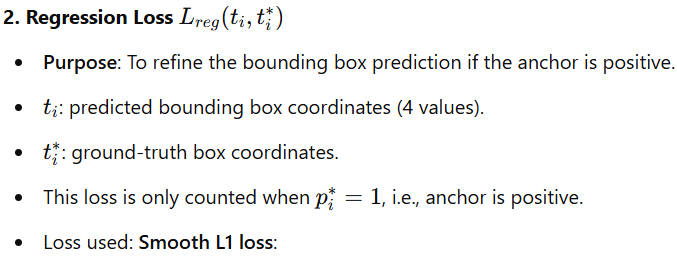 2. Regression Loss $L_{reg}(t_i, t_i^*)$
• Purpose: To refine the bounding box prediction if the anchor is positive.
• $t_i$: predicted bounding box coordinates (4 values).
• $t_i^*$: ground-truth box coordinates.
• This loss is only counted when $p_i^* = 1$, i.e., anchor is positive.
• Loss used: Smooth L1 loss: